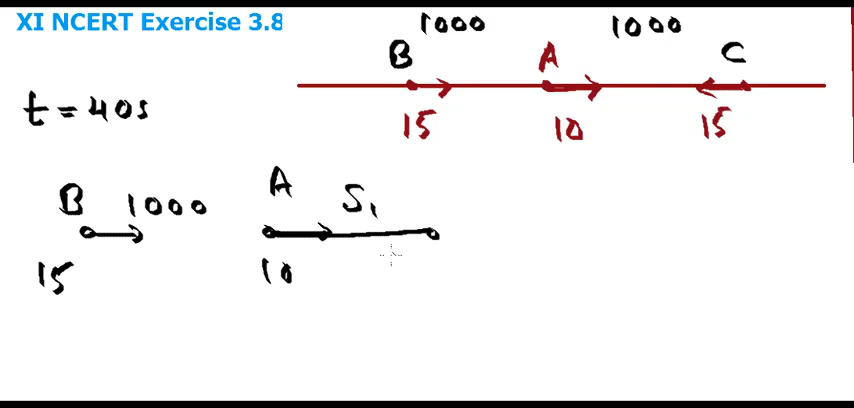 XI NCERT Exercise 3.8
1000 1000
B A C
15 10 15
t = 40s
B 1000 A S₁
15 10